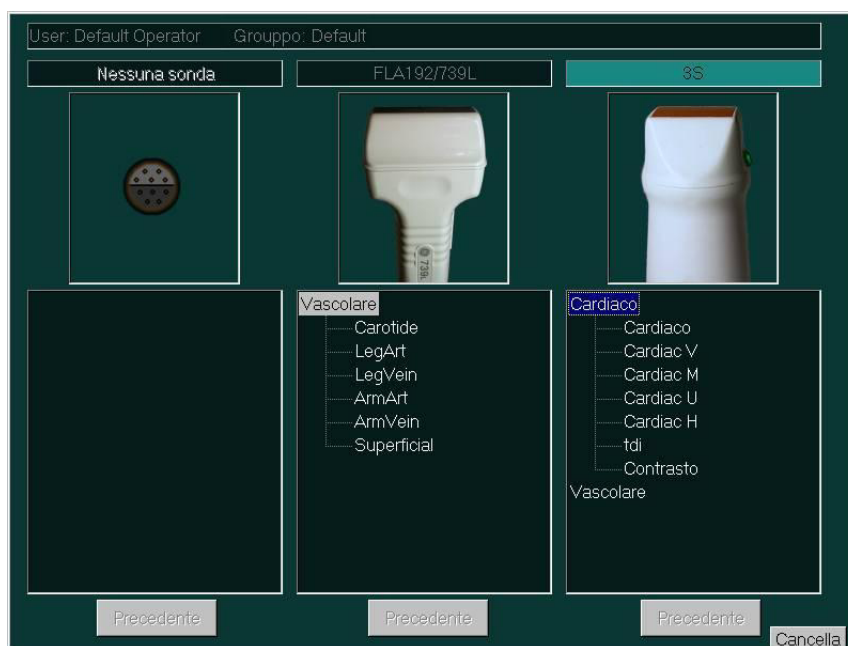 User: Default Operator Grouppo: Default
Nessuna sonda
FLA192/739L
3S
739L
Vascolare
Carotide
LegArt
LegVein
ArmArt
ArmVein
Superficial
Cardiaco
Cardiaco
Cardiac V
Cardiac M
Cardiac U
Cardiac H
tdi
Contrasto
Vascolare
Precedente
Precedente
Precedente
Cancella